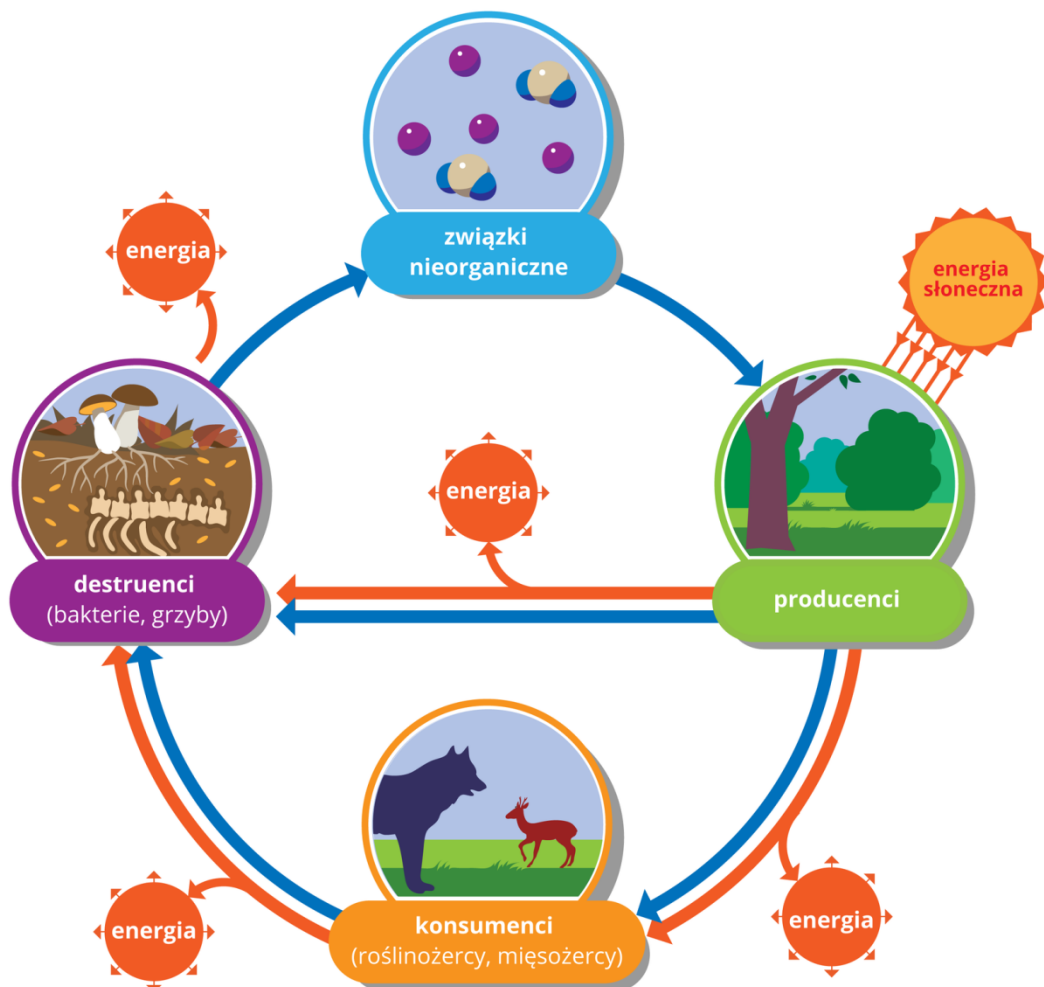 związki
nieorganiczne
energia
energia
słoneczna
energia
destruenci
(bakterie, grzyby)
producenci
konsumenci
(roślinożercy, mięsożercy)
energia
energia